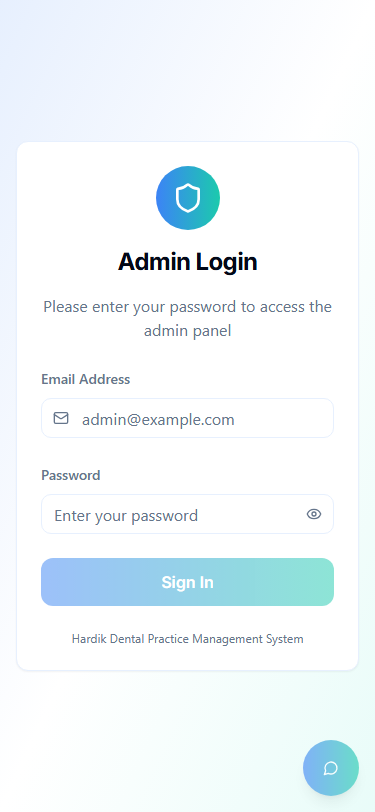 Admin Login
Please enter your password to access the
admin panel
Email Address
admin@example.com
Password
Enter your password
Sign In
Hardik Dental Practice Management System